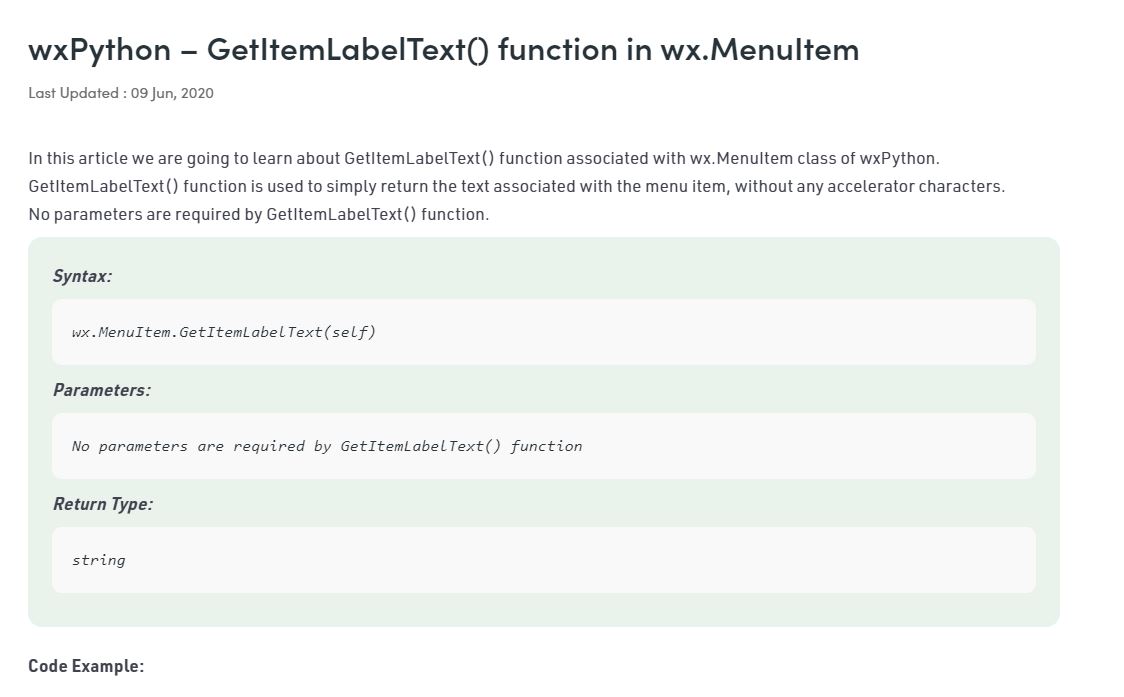 wxPython – GetItemLabelText() function in wx.MenuItem
Last Updated : 09 Jun, 2020
In this article we are going to learn about GetItemLabelText() function associated with wx.MenuItem class of wxPython.
GetItemLabelText() function is used to simply return the text associated with the menu item, without any accelerator characters.
No parameters are required by GetItemLabelText() function.
Syntax:
wx.MenuItem.GetItemLabelText(self)
Parameters:
No parameters are required by GetItemLabelText() function
Return Type:
string
Code Example: